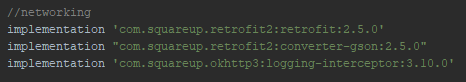 //networking
implementation 'com.squareup.retrofit2:retrofit:2.5.0'
implementation "com.squareup.retrofit2:converter-gson:2.5.0"
implementation 'com.squareup.okhttp3:logging-interceptor:3.10.0'